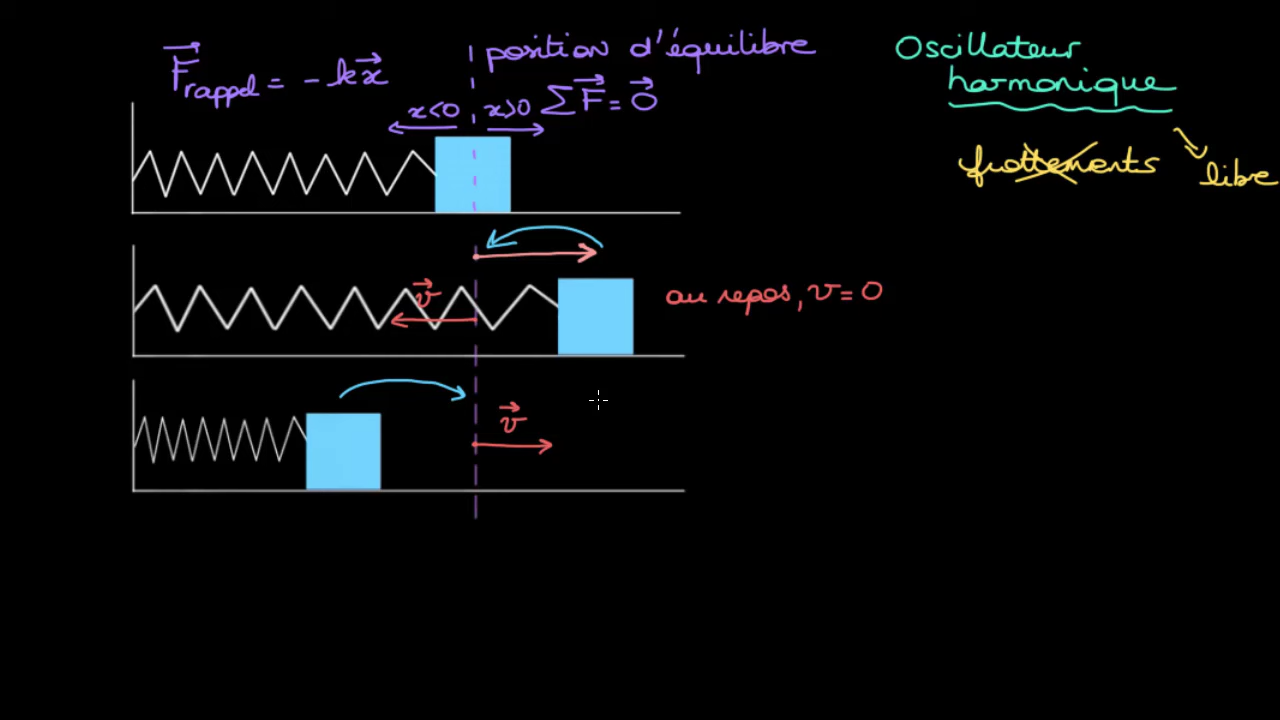 F⃗rappel = - kx⃗
position d'équilibre
x<0 x>0 ΣF⃗ = 0⃗
Oscillateur
harmonique
frottements
libre
v⃗
au repos, v = 0
v⃗